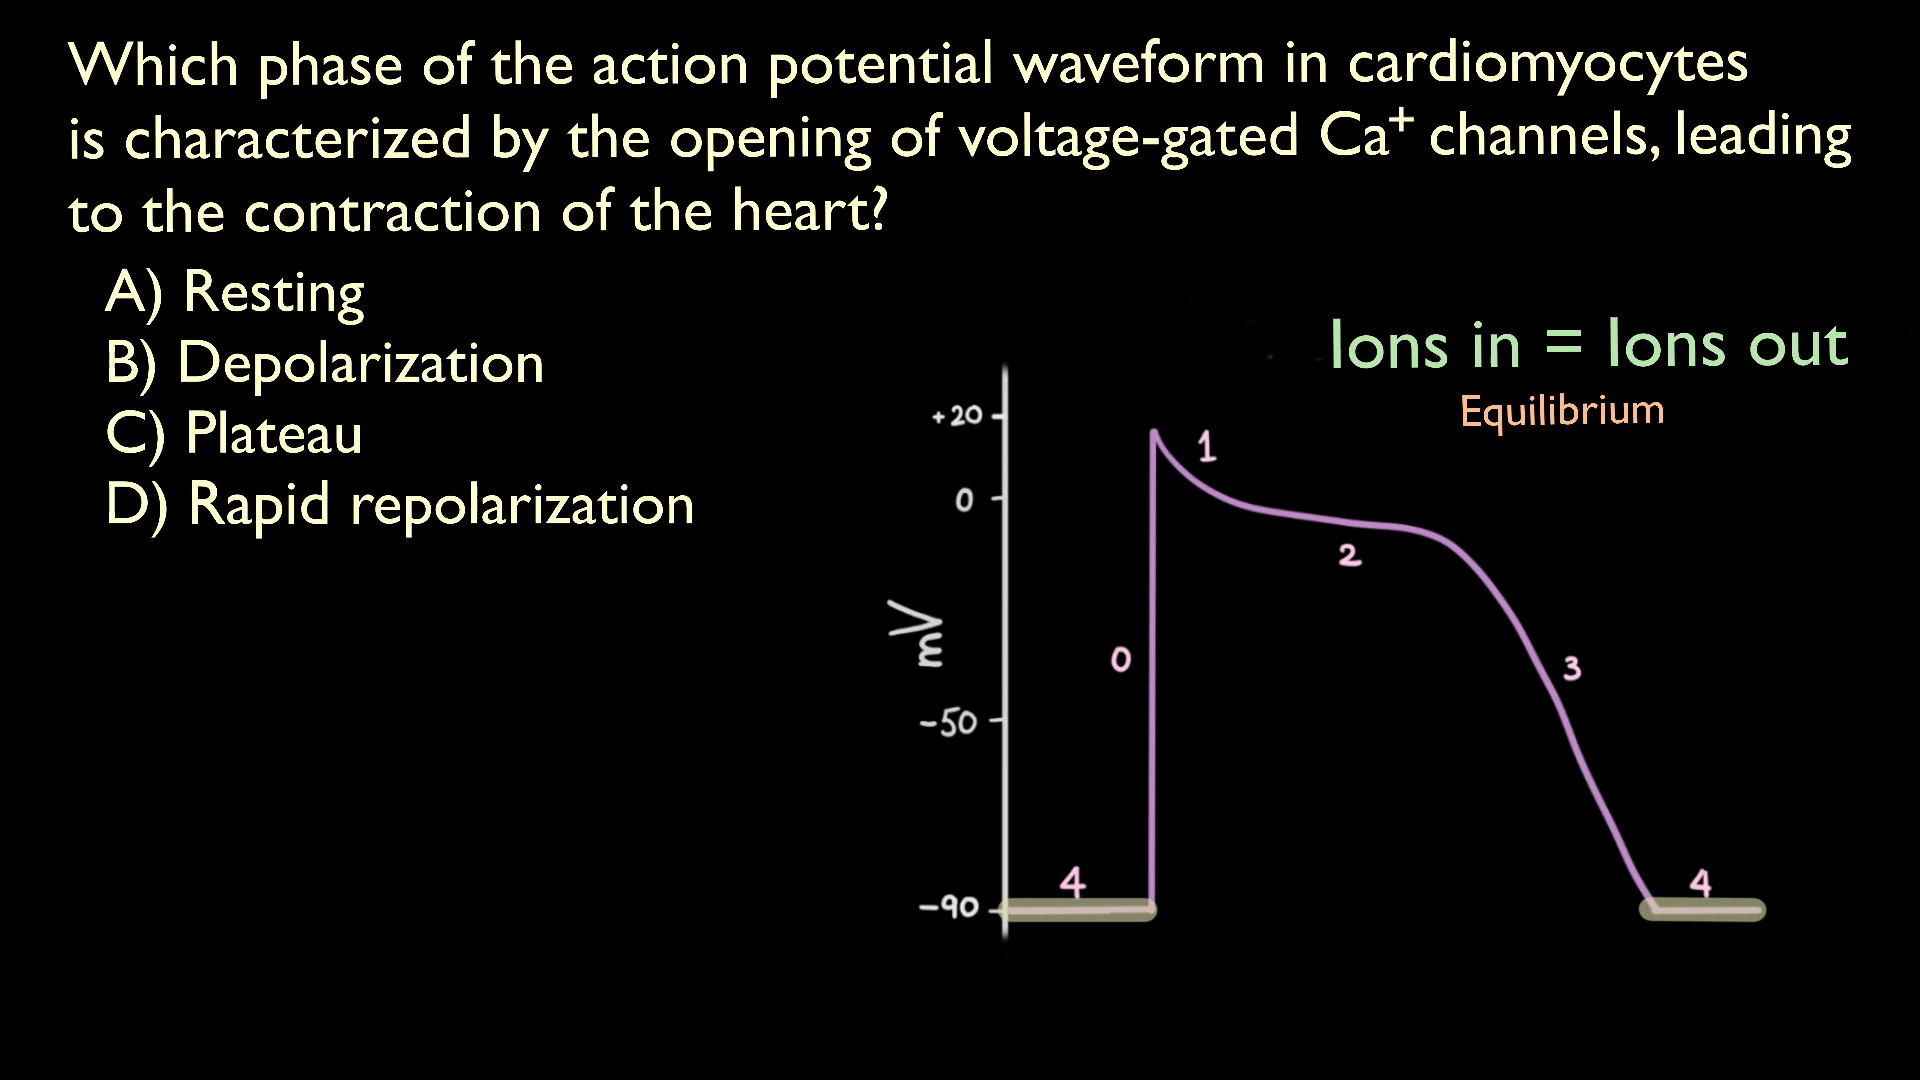 Which phase of the action potential waveform in cardiomyocytes
is characterized by the opening of voltage-gated Ca⁺ channels, leading
to the contraction of the heart?
A) Resting
B) Depolarization
C) Plateau
D) Rapid repolarization
Ions in = Ions out
Equilibrium
+20
0
mV
-50
-90
4
0
1
2
3
4